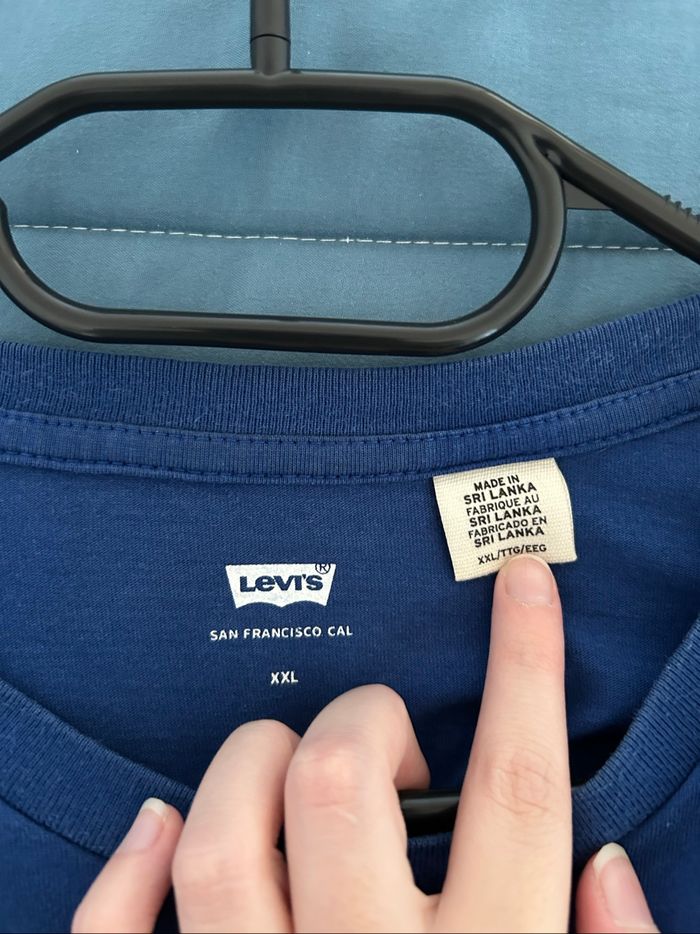 MADE IN
SRI LANKA
FABRIQUE AU
SRI LANKA
FABRICADO EN
SRI LANKA
XXL/TTG/EEG
Levi's®
SAN FRANCISCO CAL
XXL